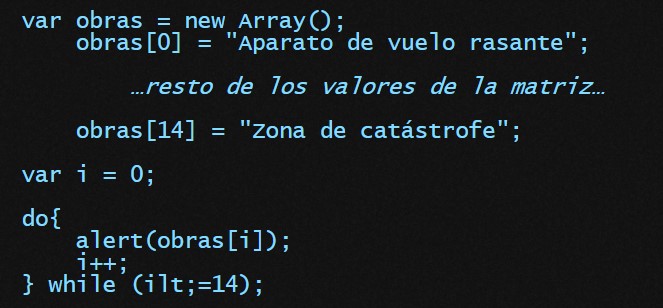 var obras = new Array();
obras[0] = "Aparato de vuelo rasante";
…resto de los valores de la matriz…
obras[14] = "Zona de catástrofe";
var i = 0;
do{
alert(obras[i]);
i++;
} while (ilt;=14);